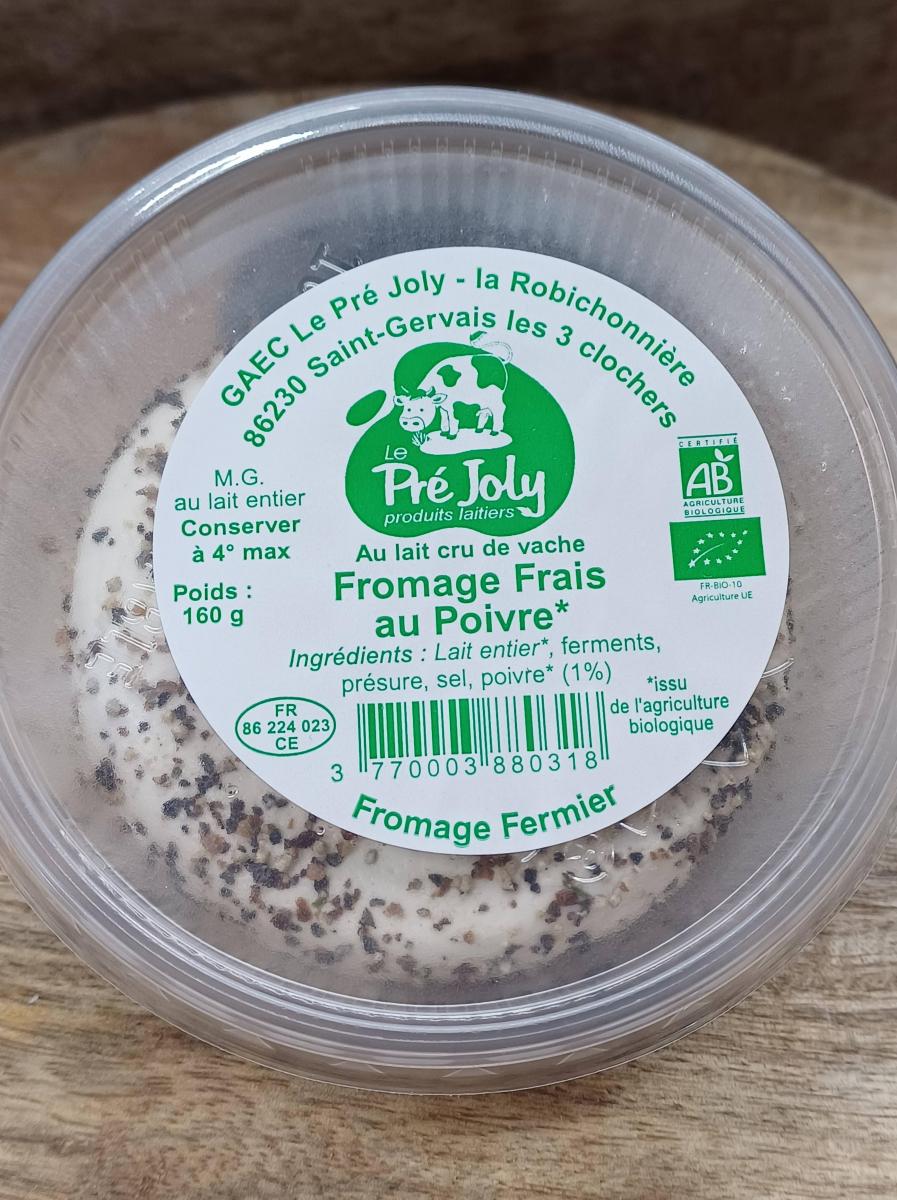 GAEC Le Pré Joly - la Robichonnière
86230 Saint-Gervais les 3 clochers
Le
Pré Joly
produits laitiers
M.G.
au lait entier
Conserver
à 4° max
Poids :
160 g
CERTIFIÉ
AB
AGRICULTURE
BIOLOGIQUE
FR-BIO-10
Agriculture UE
Au lait cru de vache
Fromage Frais
au Poivre*
Ingrédients : Lait entier*, ferments,
présure, sel, poivre* (1%)
*issu
de l'agriculture
biologique
FR
86 224 023
CE
3 770003 880318
Fromage Fermier